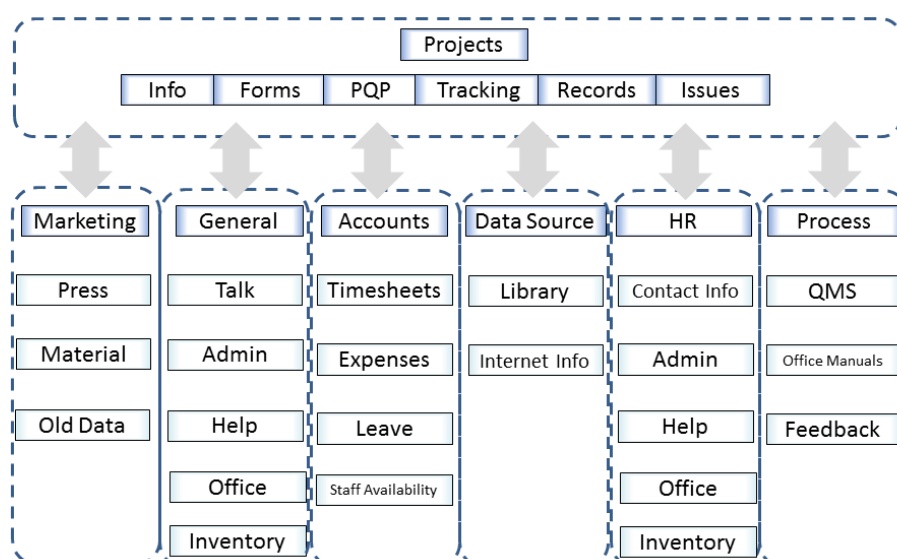 Projects
Info Forms PQP Tracking Records Issues
Marketing General Accounts Data Source HR Process
Press Talk Timesheets Library Contact Info QMS
Material Admin Expenses Internet Info Admin Office Manuals
Old Data Help Leave Help Feedback
Office Staff Availability Office
Inventory Inventory